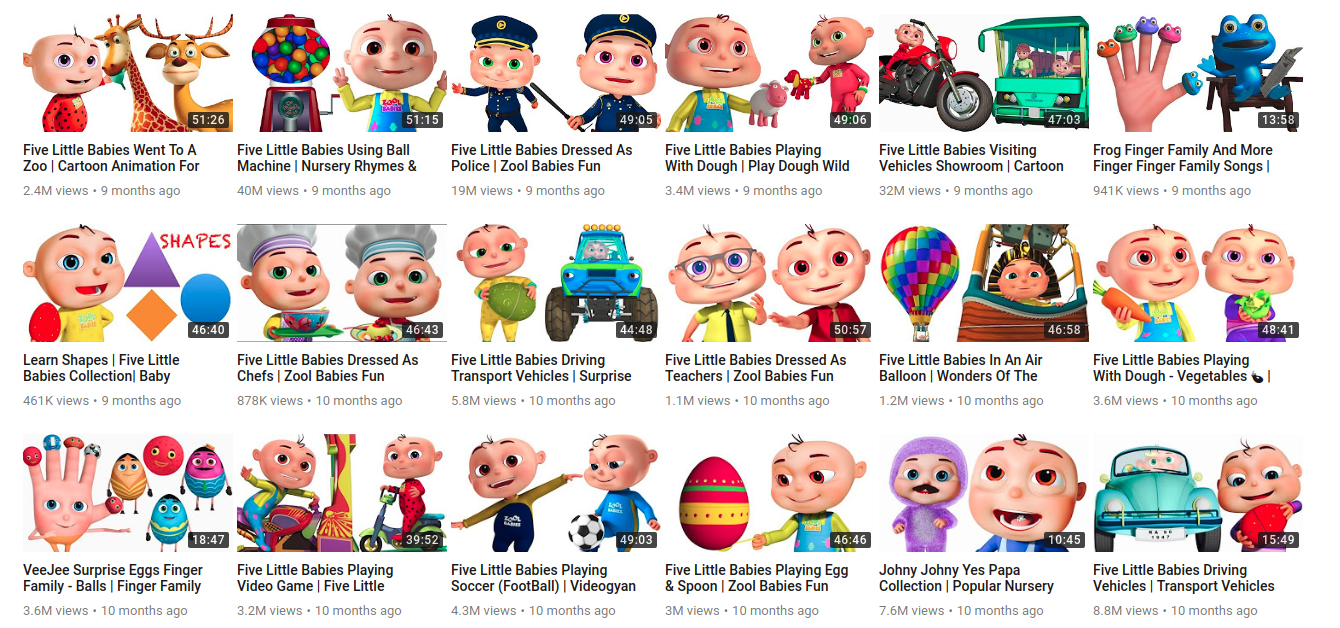 51:26
51:15
49:05
49:06
47:03
13:58
Five Little Babies Went To A
Zoo | Cartoon Animation For
2.4M views • 9 months ago
Five Little Babies Using Ball
Machine | Nursery Rhymes &
40M views • 9 months ago
Five Little Babies Dressed As
Police | Zool Babies Fun
19M views • 9 months ago
Five Little Babies Playing
With Dough | Play Dough Wild
3.4M views • 9 months ago
Five Little Babies Visiting
Vehicles Showroom | Cartoon
32M views • 9 months ago
Frog Finger Family And More
Finger Finger Family Songs |
941K views • 9 months ago
SHAPES
46:40
46:43
44:48
50:57
46:58
48:41
Learn Shapes | Five Little
Babies Collection| Baby
461K views • 9 months ago
Five Little Babies Dressed As
Chefs | Zool Babies Fun
878K views • 10 months ago
Five Little Babies Driving
Transport Vehicles | Surprise
5.8M views • 10 months ago
Five Little Babies Dressed As
Teachers | Zool Babies Fun
1.1M views • 10 months ago
Five Little Babies In An Air
Balloon | Wonders Of The
1.2M views • 10 months ago
Five Little Babies Playing
With Dough - Vegetables 🍆 |
3.6M views • 10 months ago
ZOOL
BABIES
18:47
39:52
49:03
46:46
10:45
15:49
VeeJee Surprise Eggs Finger
Family - Balls | Finger Family
3.6M views • 10 months ago
Five Little Babies Playing
Video Game | Five Little
3.2M views • 10 months ago
Five Little Babies Playing
Soccer (FootBall) | Videogyan
4.3M views • 10 months ago
Five Little Babies Playing Egg
& Spoon | Zool Babies Fun
3M views • 10 months ago
Johny Johny Yes Papa
Collection | Popular Nursery
7.6M views • 10 months ago
Five Little Babies Driving
Vehicles | Transport Vehicles
8.8M views • 10 months ago